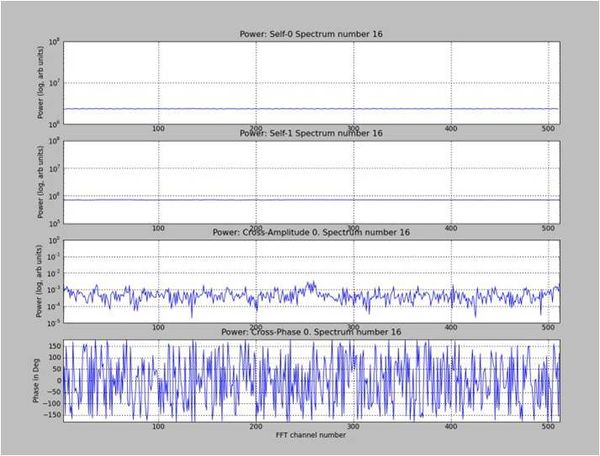 Power: Self-0 Spectrum number 16
10^8
10^7
10^6
Power (log, arb units)
100 200 300 400 500
Power: Self-1 Spectrum number 16
10^8
10^7
10^6
10^5
Power (log, arb units)
100 200 300 400 500
Power: Cross-Amplitude 0. Spectrum number 16
10^0
10^-1
10^-2
10^-3
10^-4
10^-5
Power (log, arb units)
100 200 300 400 500
Power: Cross-Phase 0. Spectrum number 16
150
100
50
0
−50
−100
−150
Phase in Deg
100 200 300 400 500
FFT channel number